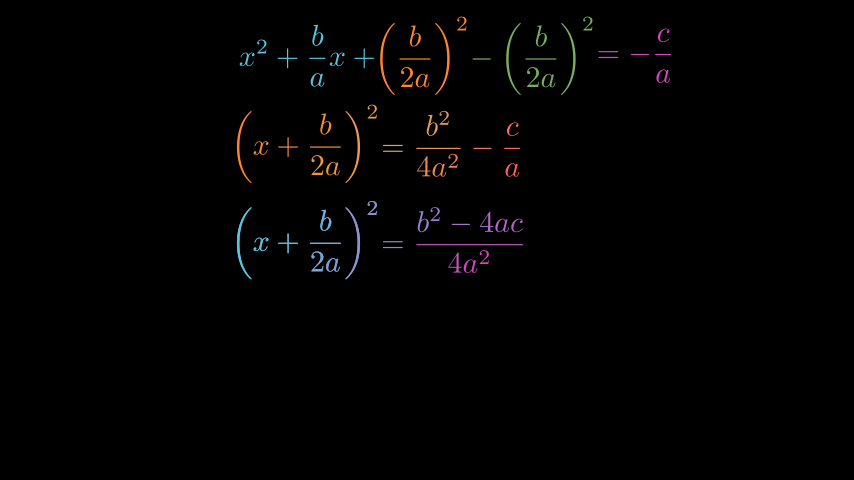 x² + b/a x + (b/2a)² − (b/2a)² = − c/a
(x + b/2a)² = b²/4a² − c/a
(x + b/2a)² = b² − 4ac/4a²